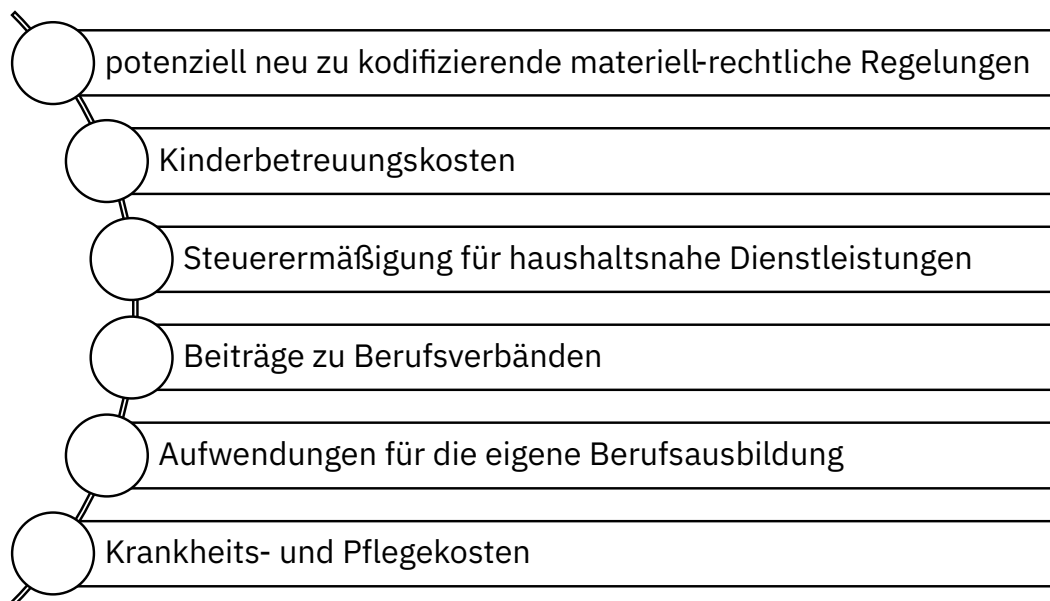 potenziell neu zu kodifizierende materiell-rechtliche Regelungen
Kinderbetreuungskosten
Steuerermäßigung für haushaltsnahe Dienstleistungen
Beiträge zu Berufsverbänden
Aufwendungen für die eigene Berufsausbildung
Krankheits- und Pflegekosten